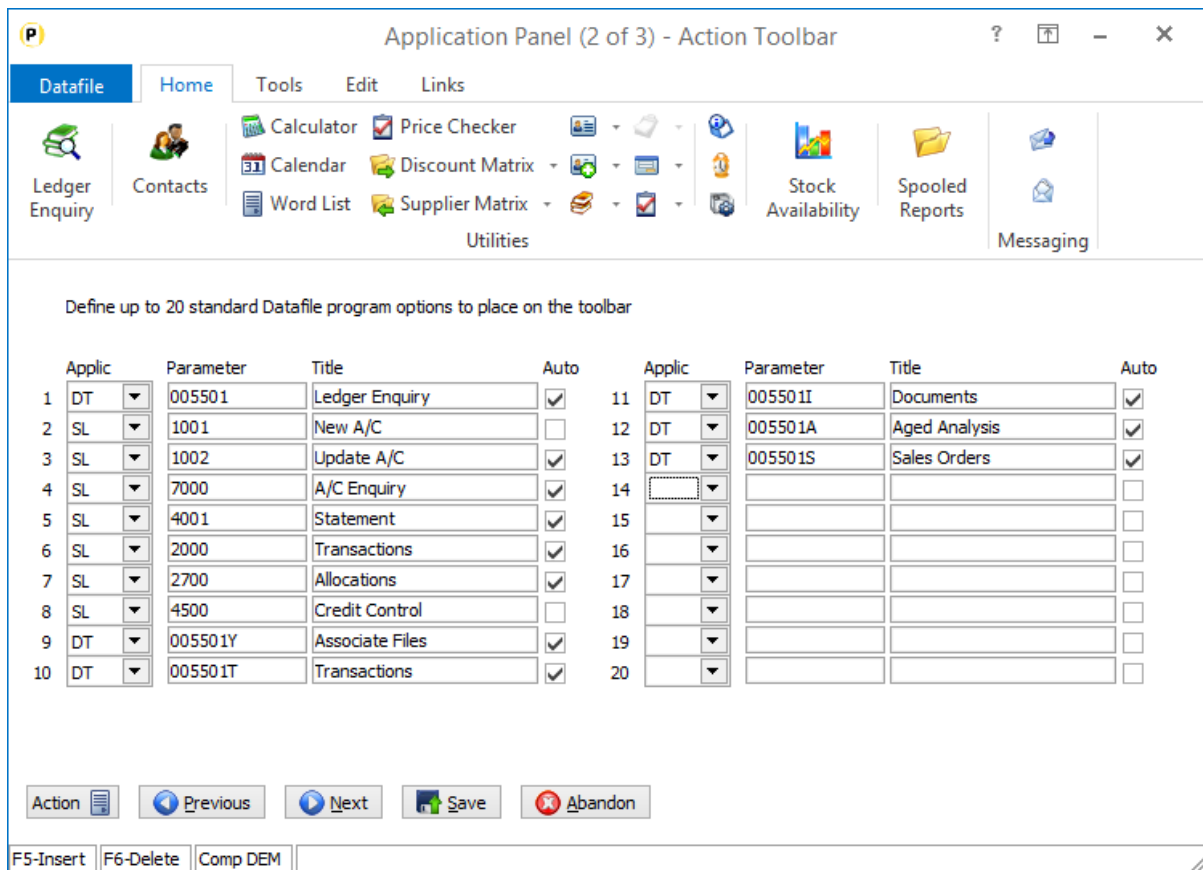 P
Application Panel (2 of 3) - Action Toolbar
?
Datafile Home Tools Edit Links
Calculator Price Checker
Calendar Discount Matrix
Word List Supplier Matrix
31
Ledger
Enquiry
Contacts
Stock
Availability
Spooled
Reports
Utilities
Messaging
Define up to 20 standard Datafile program options to place on the toolbar
Applic Parameter Title Auto Applic Parameter Title Auto
1 DT 005501 Ledger Enquiry 11 DT 005501I Documents
2 SL 1001 New A/C 12 DT 005501A Aged Analysis
3 SL 1002 Update A/C 13 DT 005501S Sales Orders
4 SL 7000 A/C Enquiry 14
5 SL 4001 Statement 15
6 SL 2000 Transactions 16
7 SL 2700 Allocations 17
8 SL 4500 Credit Control 18
9 DT 005501Y Associate Files 19
10 DT 005501T Transactions 20
Action Previous Next Save Abandon
F5-Insert F6-Delete Comp DEM